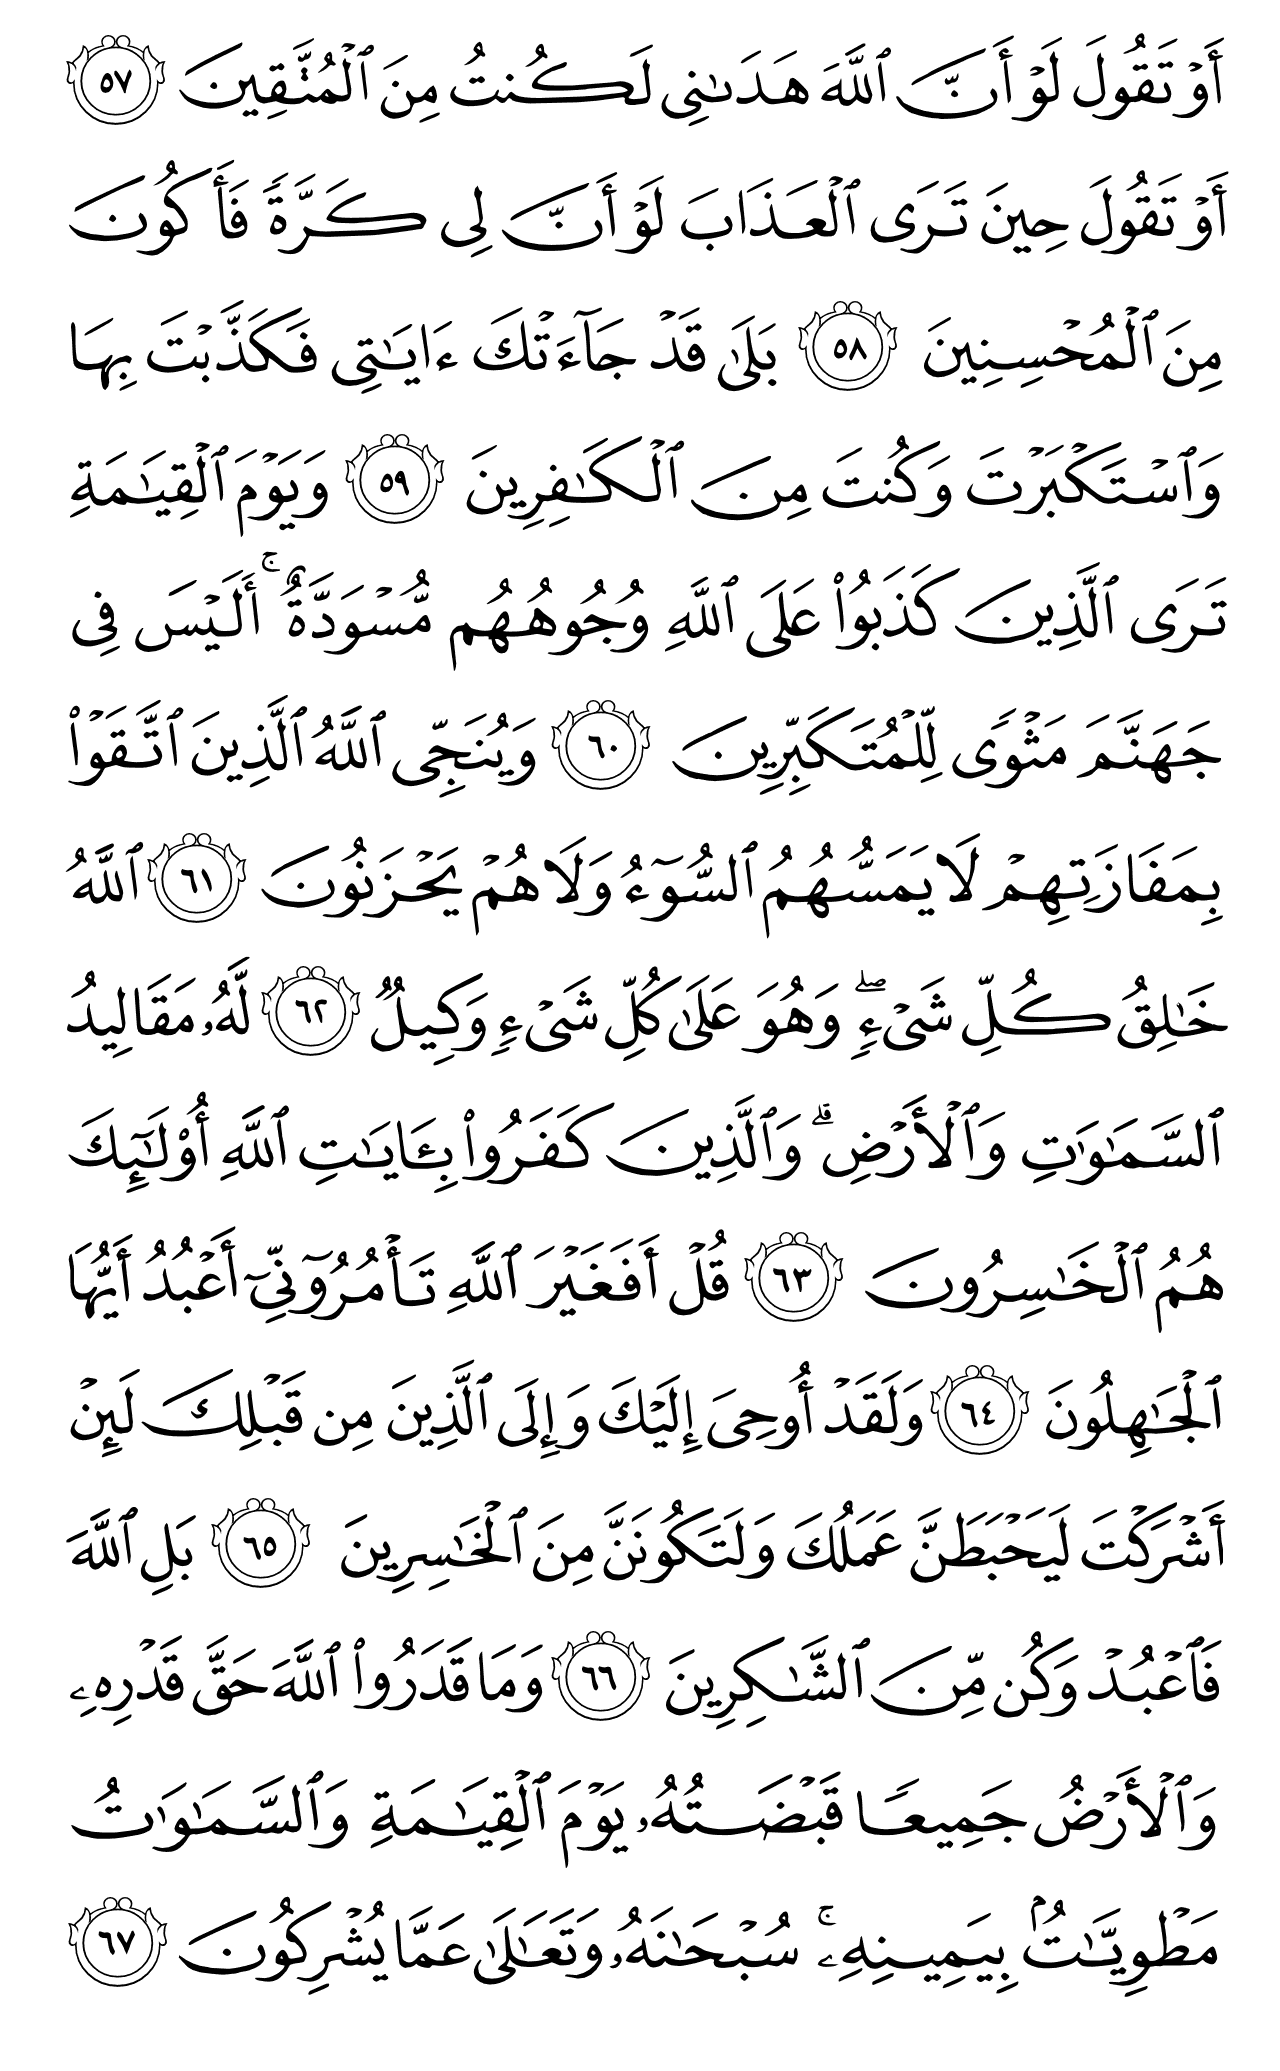 أَوۡ تَقُولَ لَوۡ أَنَّ ٱللَّهَ هَدَىٰنِي لَكُنتُ مِنَ ٱلۡمُتَّقِينَ ٥٧
أَوۡ تَقُولَ حِينَ تَرَى ٱلۡعَذَابَ لَوۡ أَنَّ لِي كَرَّةٗ فَأَكُونَ
مِنَ ٱلۡمُحۡسِنِينَ ٥٨ بَلَىٰ قَدۡ جَآءَتۡكَ ءَايَٰتِي فَكَذَّبۡتَ بِهَا
وَٱسۡتَكۡبَرۡتَ وَكُنتَ مِنَ ٱلۡكَٰفِرِينَ ٥٩ وَيَوۡمَ ٱلۡقِيَٰمَةِ
تَرَى ٱلَّذِينَ كَذَبُواْ عَلَى ٱللَّهِ وُجُوهُهُم مُّسۡوَدَّةٌۚ أَلَيۡسَ فِي
جَهَنَّمَ مَثۡوٗى لِّلۡمُتَكَبِّرِينَ ٦٠ وَيُنَجِّي ٱللَّهُ ٱلَّذِينَ ٱتَّقَوۡاْ
بِمَفَازَتِهِمۡ لَا يَمَسُّهُمُ ٱلسُّوٓءُ وَلَا هُمۡ يَحۡزَنُونَ ٦١ ٱللَّهُ
خَٰلِقُ كُلِّ شَيۡءٖۖ وَهُوَ عَلَىٰ كُلِّ شَيۡءٖ وَكِيلٞ ٦٢ لَّهُۥ مَقَالِيدُ
ٱلسَّمَٰوَٰتِ وَٱلۡأَرۡضِۗ وَٱلَّذِينَ كَفَرُواْ بِـَٔايَٰتِ ٱللَّهِ أُوْلَٰٓئِكَ
هُمُ ٱلۡخَٰسِرُونَ ٦٣ قُلۡ أَفَغَيۡرَ ٱللَّهِ تَأۡمُرُوٓنِّيٓ أَعۡبُدُ أَيُّهَا
ٱلۡجَٰهِلُونَ ٦٤ وَلَقَدۡ أُوحِيَ إِلَيۡكَ وَإِلَى ٱلَّذِينَ مِن قَبۡلِكَ لَئِنۡ
أَشۡرَكۡتَ لَيَحۡبَطَنَّ عَمَلُكَ وَلَتَكُونَنَّ مِنَ ٱلۡخَٰسِرِينَ ٦٥ بَلِ ٱللَّهَ
فَٱعۡبُدۡ وَكُن مِّنَ ٱلشَّٰكِرِينَ ٦٦ وَمَا قَدَرُواْ ٱللَّهَ حَقَّ قَدۡرِهِۦ
وَٱلۡأَرۡضُ جَمِيعٗا قَبۡضَتُهُۥ يَوۡمَ ٱلۡقِيَٰمَةِ وَٱلسَّمَٰوَٰتُ
مَطۡوِيَّٰتُۢ بِيَمِينِهِۦۚ سُبۡحَٰنَهُۥ وَتَعَٰلَىٰ عَمَّا يُشۡرِكُونَ ٦٧